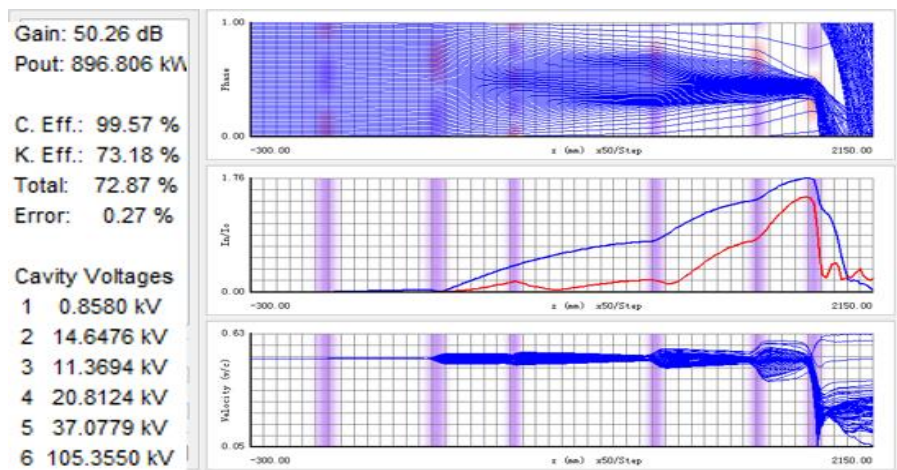 Gain: 50.26 dB
Pout: 896.806 kW
C. Eff.: 99.57 %
K. Eff.: 73.18 %
Total: 72.87 %
Error: 0.27 %
Cavity Voltages
1 0.8580 kV
2 14.6476 kV
3 11.3694 kV
4 20.8124 kV
5 37.0779 kV
6 105.3550 kV
1.00
Phase
0.00
-300.00 z (mm) x50/Step 2150.00
1.76
In/Io
0.00
-300.00 z (mm) x50/Step 2150.00
0.63
Velocity (v/c)
0.05
-300.00 z (mm) x50/Step 2150.00